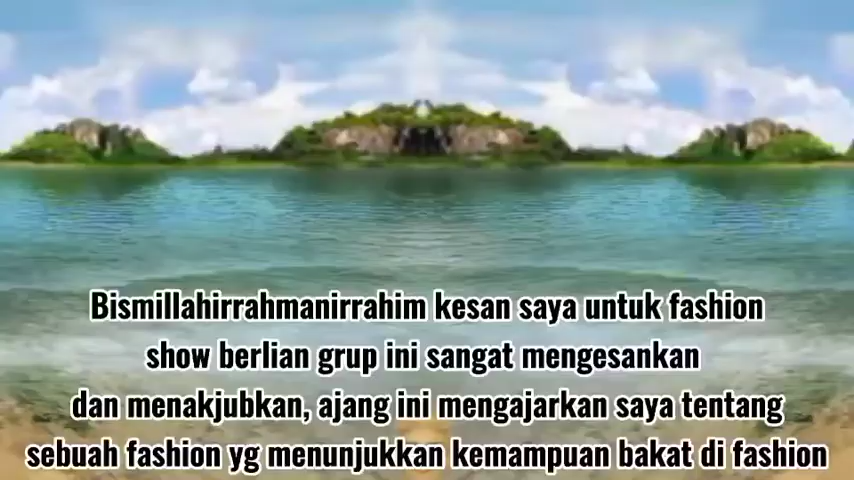 Bismillahirrahmanirrahim kesan saya untuk fashion
show berlian grup ini sangat mengesankan
dan menakjubkan, ajang ini mengajarkan saya tentang
sebuah fashion yg menunjukkan kemampuan bakat di fashion